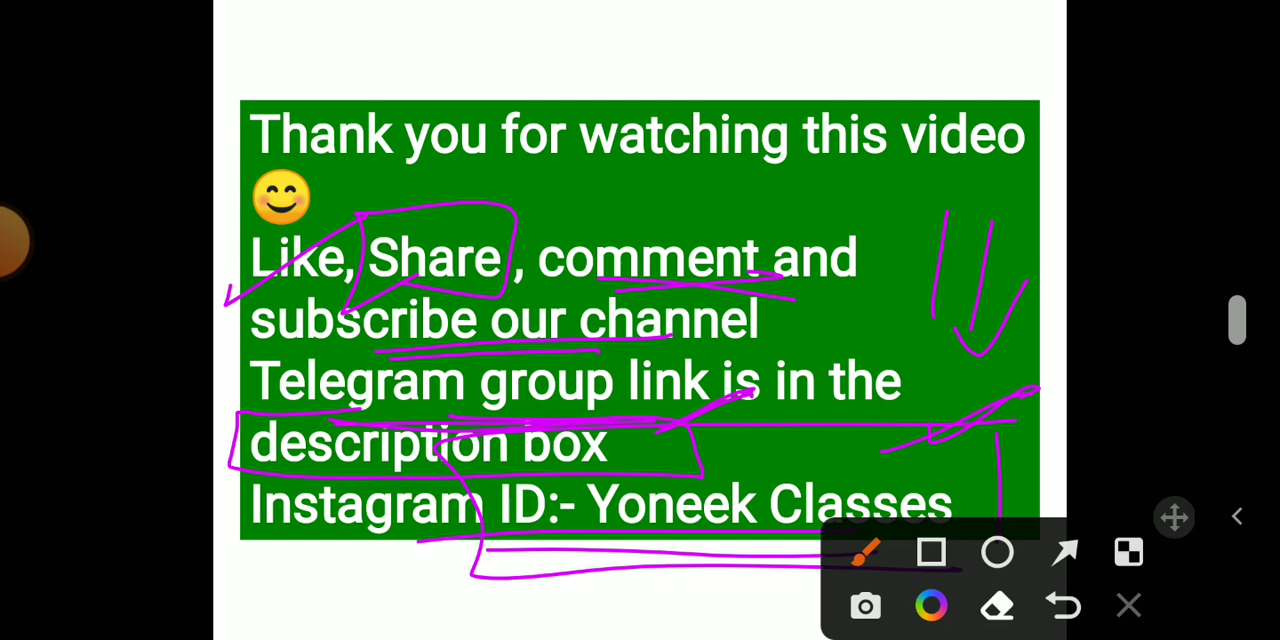 Thank you for watching this video
😊
Like, Share , comment and
subscribe our channel
Telegram group link is in the
description box
Instagram ID:- Yoneek Classes